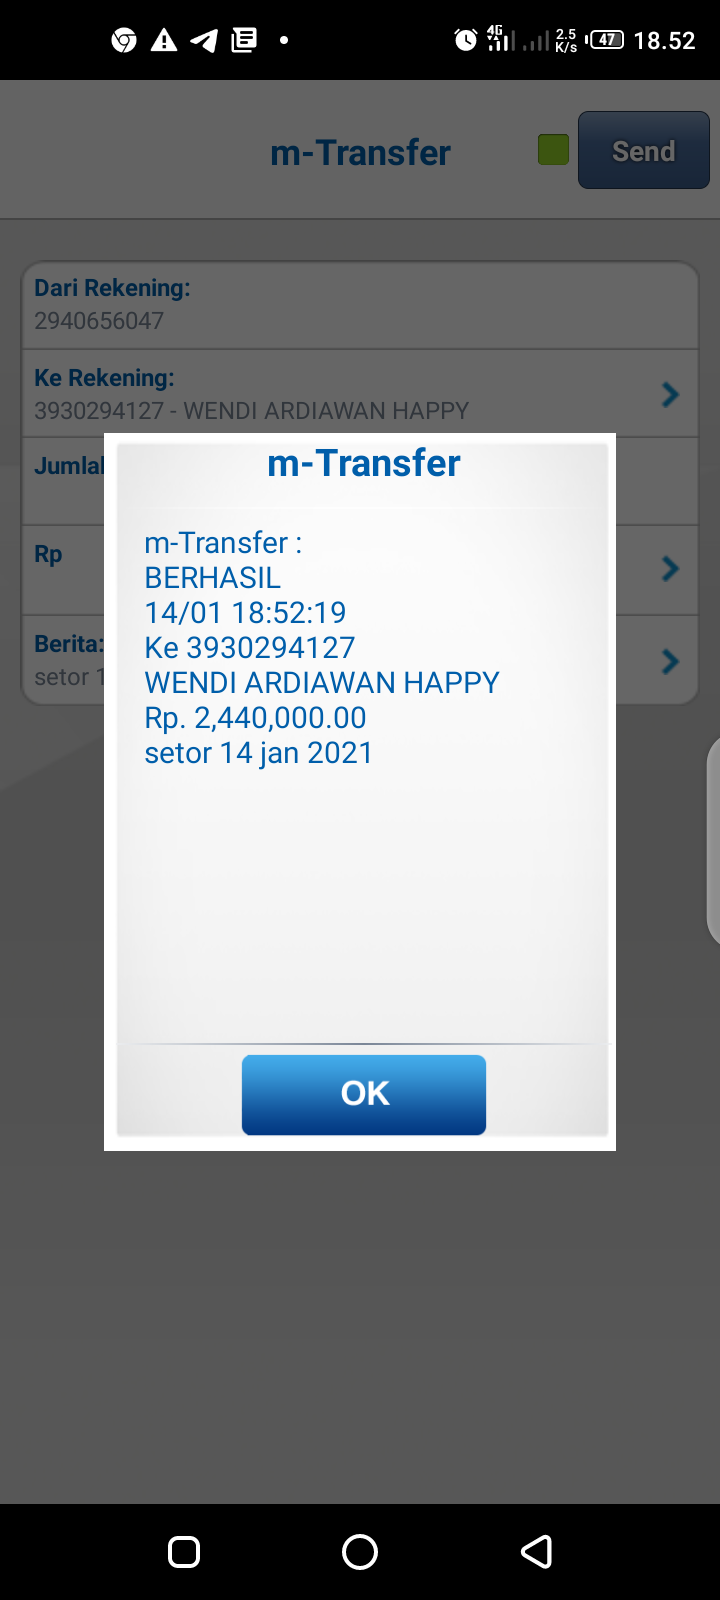 4G
2.5
K/s
47
18.52
m-Transfer
Send
Dari Rekening:
2940656047
Ke Rekening:
3930294127 - WENDI ARDIAWAN HAPPY
Rp
Berita:
setor
m-Transfer
m-Transfer :
BERHASIL
14/01 18:52:19
Ke 3930294127
WENDI ARDIAWAN HAPPY
Rp. 2,440,000.00
setor 14 jan 2021
OK